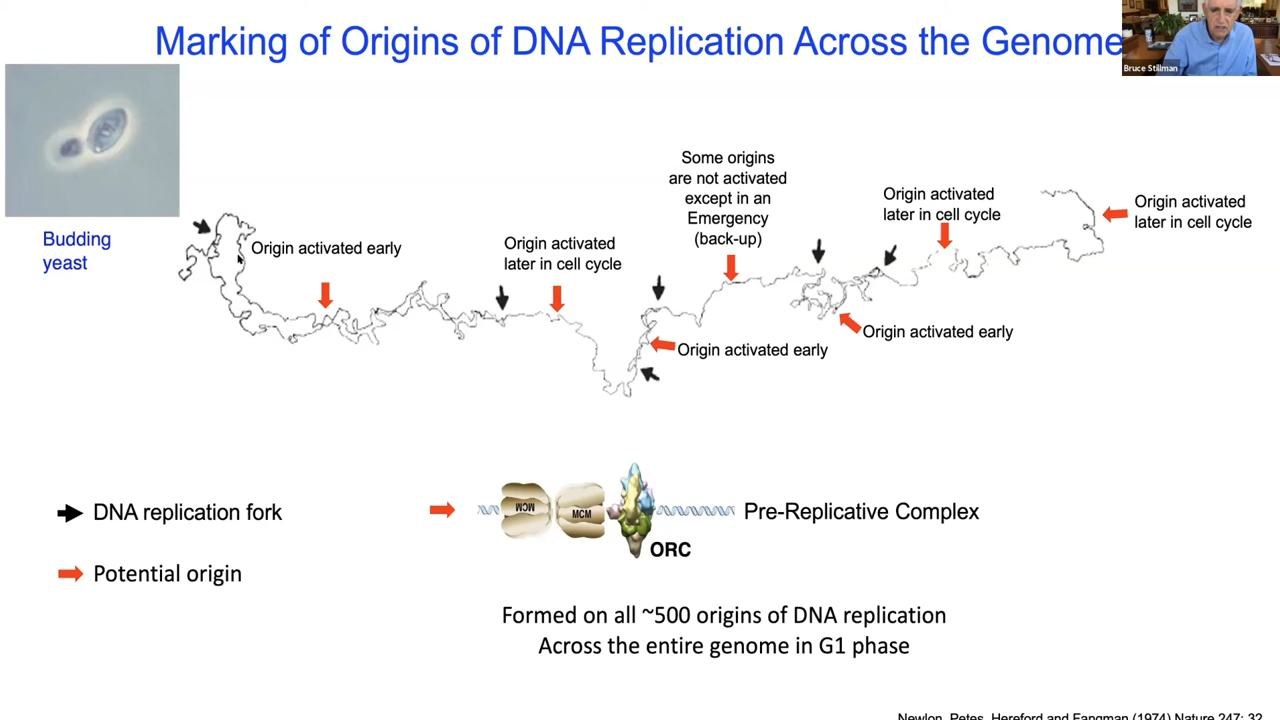 Marking of Origins of DNA Replication Across the Genome
Bruce Stillman
Budding
yeast
Origin activated early
Origin activated
later in cell cycle
Some origins
are not activated
except in an
Emergency
(back-up)
Origin activated
later in cell cycle
Origin activated
later in cell cycle
Origin activated early
Origin activated early
DNA replication fork
Potential origin
MCM
MCM
ORC
Pre-Replicative Complex
Formed on all ~500 origins of DNA replication
Across the entire genome in G1 phase
Newlon, Petes, Hereford and Fangman (1974) Nature 247: 32